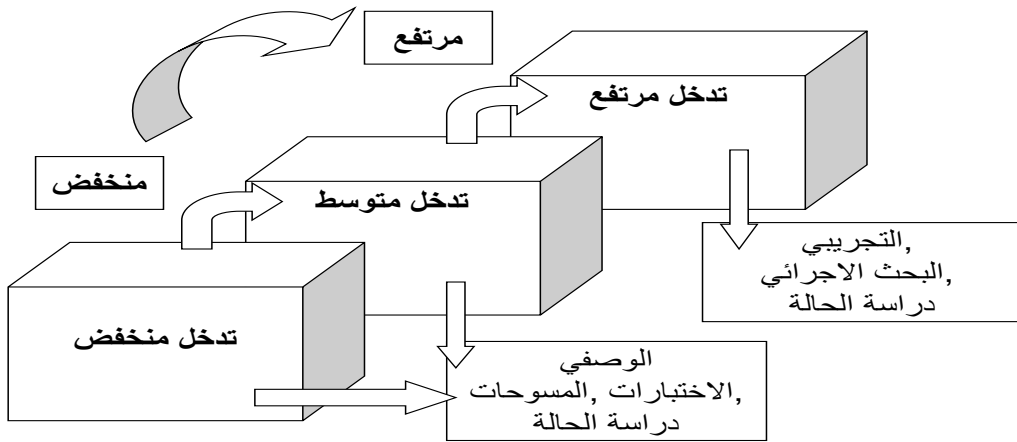 مرتفع
تدخل مرتفع
منخفض
تدخل متوسط
التجريبي,
البحث الاجرائي,
دراسة الحالة
تدخل منخفض
الوصفي
الاختبارات ,المسوحات,
دراسة الحالة